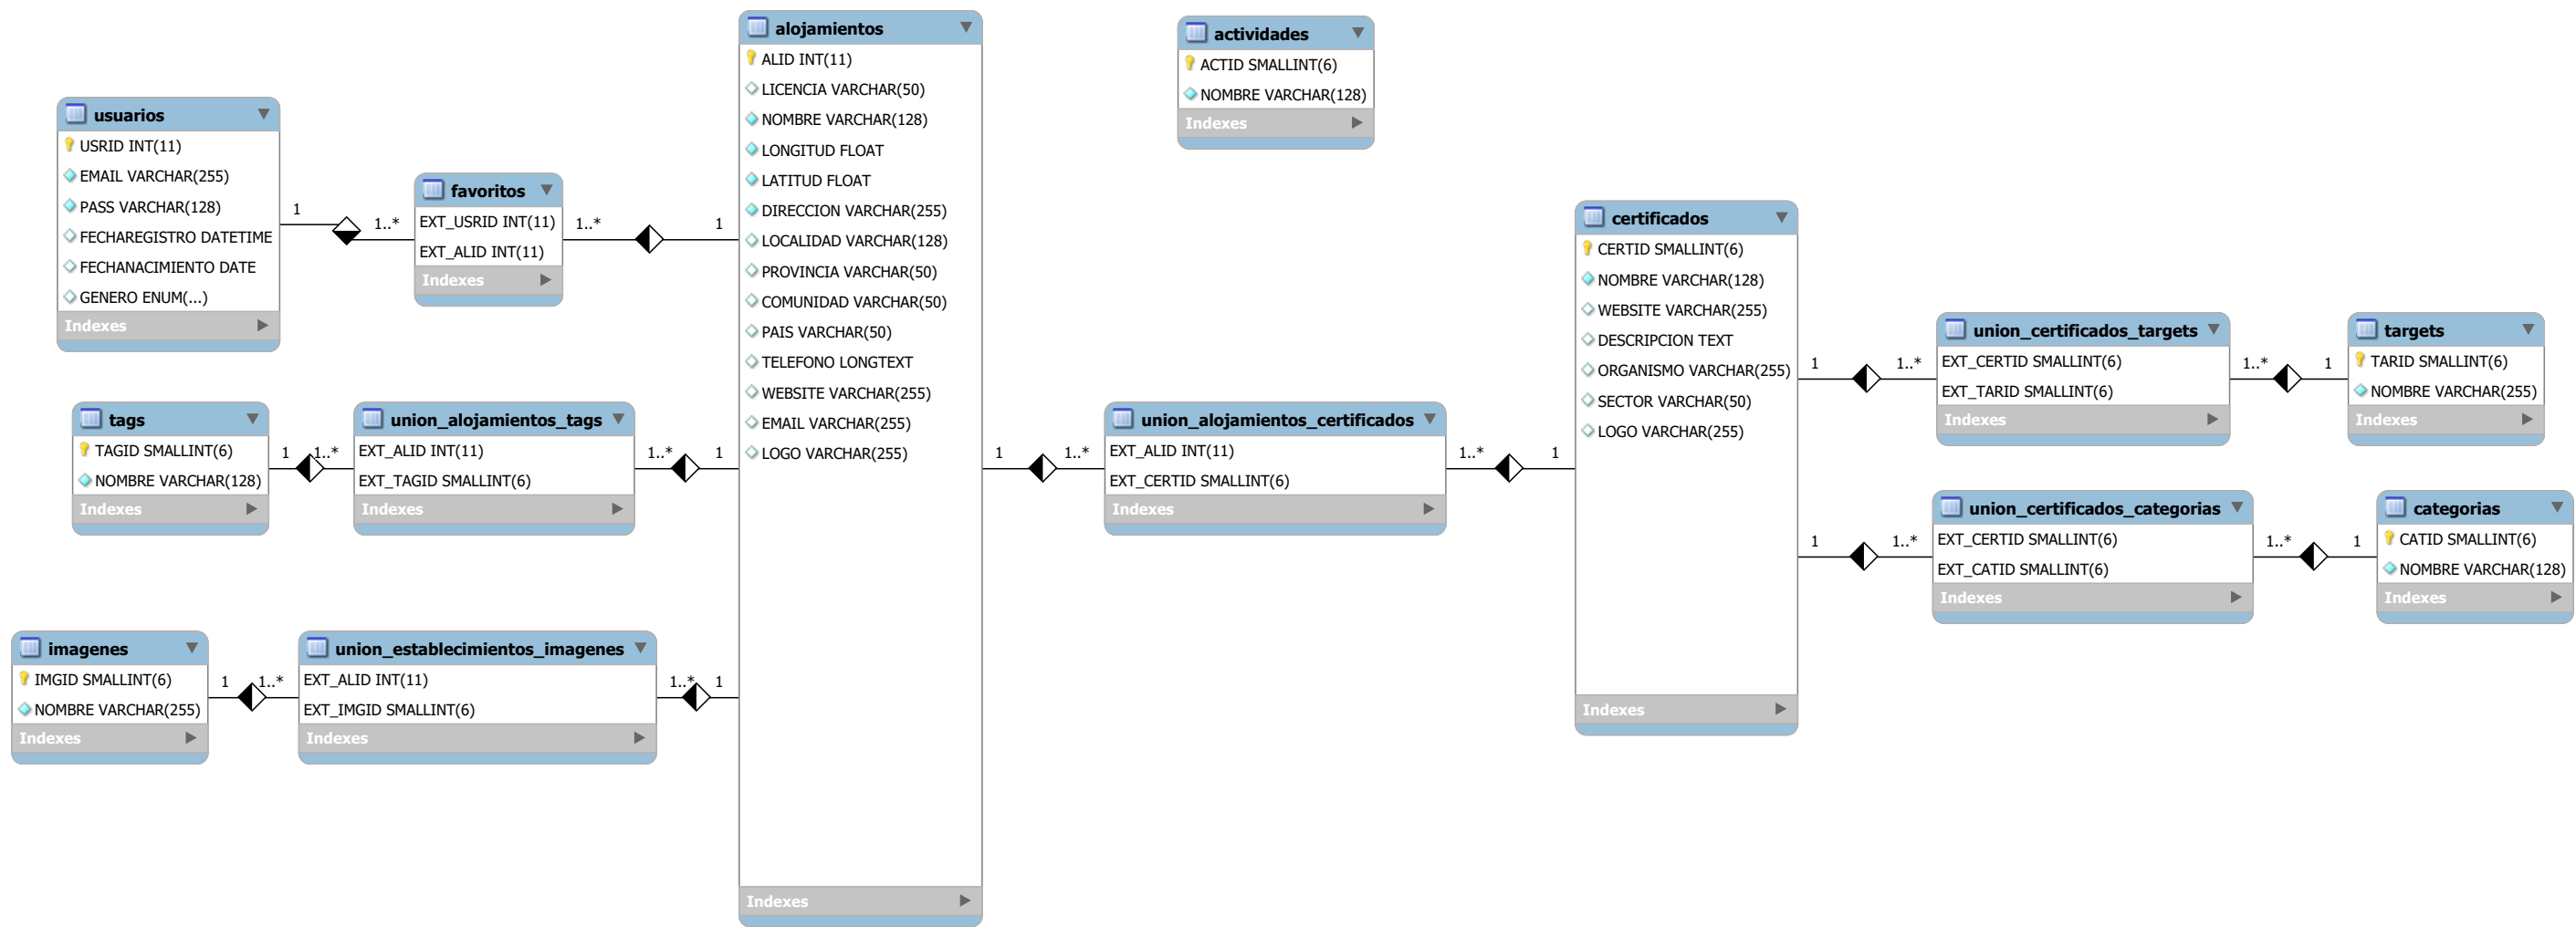 usuarios
USRID INT(11)
EMAIL VARCHAR(255)
PASS VARCHAR(128)
FECHAREGISTRO DATETIME
FECHANACIMIENTO DATE
GENERO ENUM(...)
Indexes
1
1..*
favoritos
EXT_USRID INT(11)
EXT_ALID INT(11)
Indexes
1..*
1
tags
TAGID SMALLINT(6)
NOMBRE VARCHAR(128)
Indexes
1
1..*
union_alojamientos_tags
EXT_ALID INT(11)
EXT_TAGID SMALLINT(6)
Indexes
1..*
1
imagenes
IMGID SMALLINT(6)
NOMBRE VARCHAR(255)
Indexes
1
1..*
union_establecimientos_imagenes
EXT_ALID INT(11)
EXT_IMGID SMALLINT(6)
Indexes
1..*
1
alojamientos
ALID INT(11)
LICENCIA VARCHAR(50)
NOMBRE VARCHAR(128)
LONGITUD FLOAT
LATITUD FLOAT
DIRECCION VARCHAR(255)
LOCALIDAD VARCHAR(128)
PROVINCIA VARCHAR(50)
COMUNIDAD VARCHAR(50)
PAIS VARCHAR(50)
TELEFONO LONGTEXT
WEBSITE VARCHAR(255)
EMAIL VARCHAR(255)
LOGO VARCHAR(255)
Indexes
1
1..*
actividades
ACTID SMALLINT(6)
NOMBRE VARCHAR(128)
Indexes
union_alojamientos_certificados
EXT_ALID INT(11)
EXT_CERTID SMALLINT(6)
Indexes
1..*
1
certificados
CERTID SMALLINT(6)
NOMBRE VARCHAR(128)
WEBSITE VARCHAR(255)
DESCRIPCION TEXT
ORGANISMO VARCHAR(255)
SECTOR VARCHAR(50)
LOGO VARCHAR(255)
Indexes
1
1..*
union_certificados_targets
EXT_CERTID SMALLINT(6)
EXT_TARID SMALLINT(6)
Indexes
1..*
1
targets
TARID SMALLINT(6)
NOMBRE VARCHAR(255)
Indexes
1
1..*
union_certificados_categorias
EXT_CERTID SMALLINT(6)
EXT_CATID SMALLINT(6)
Indexes
1..*
1
categorias
CATID SMALLINT(6)
NOMBRE VARCHAR(128)
Indexes